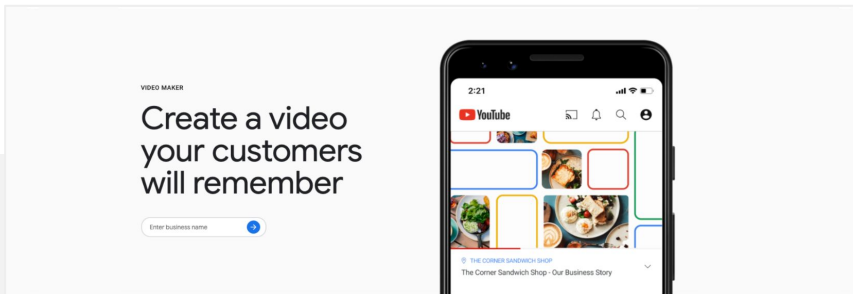 VIDEO MAKER
Create a video
your customers
will remember
Enter business name
2:21
YouTube
THE CORNER SANDWICH SHOP
The Corner Sandwich Shop - Our Business Story